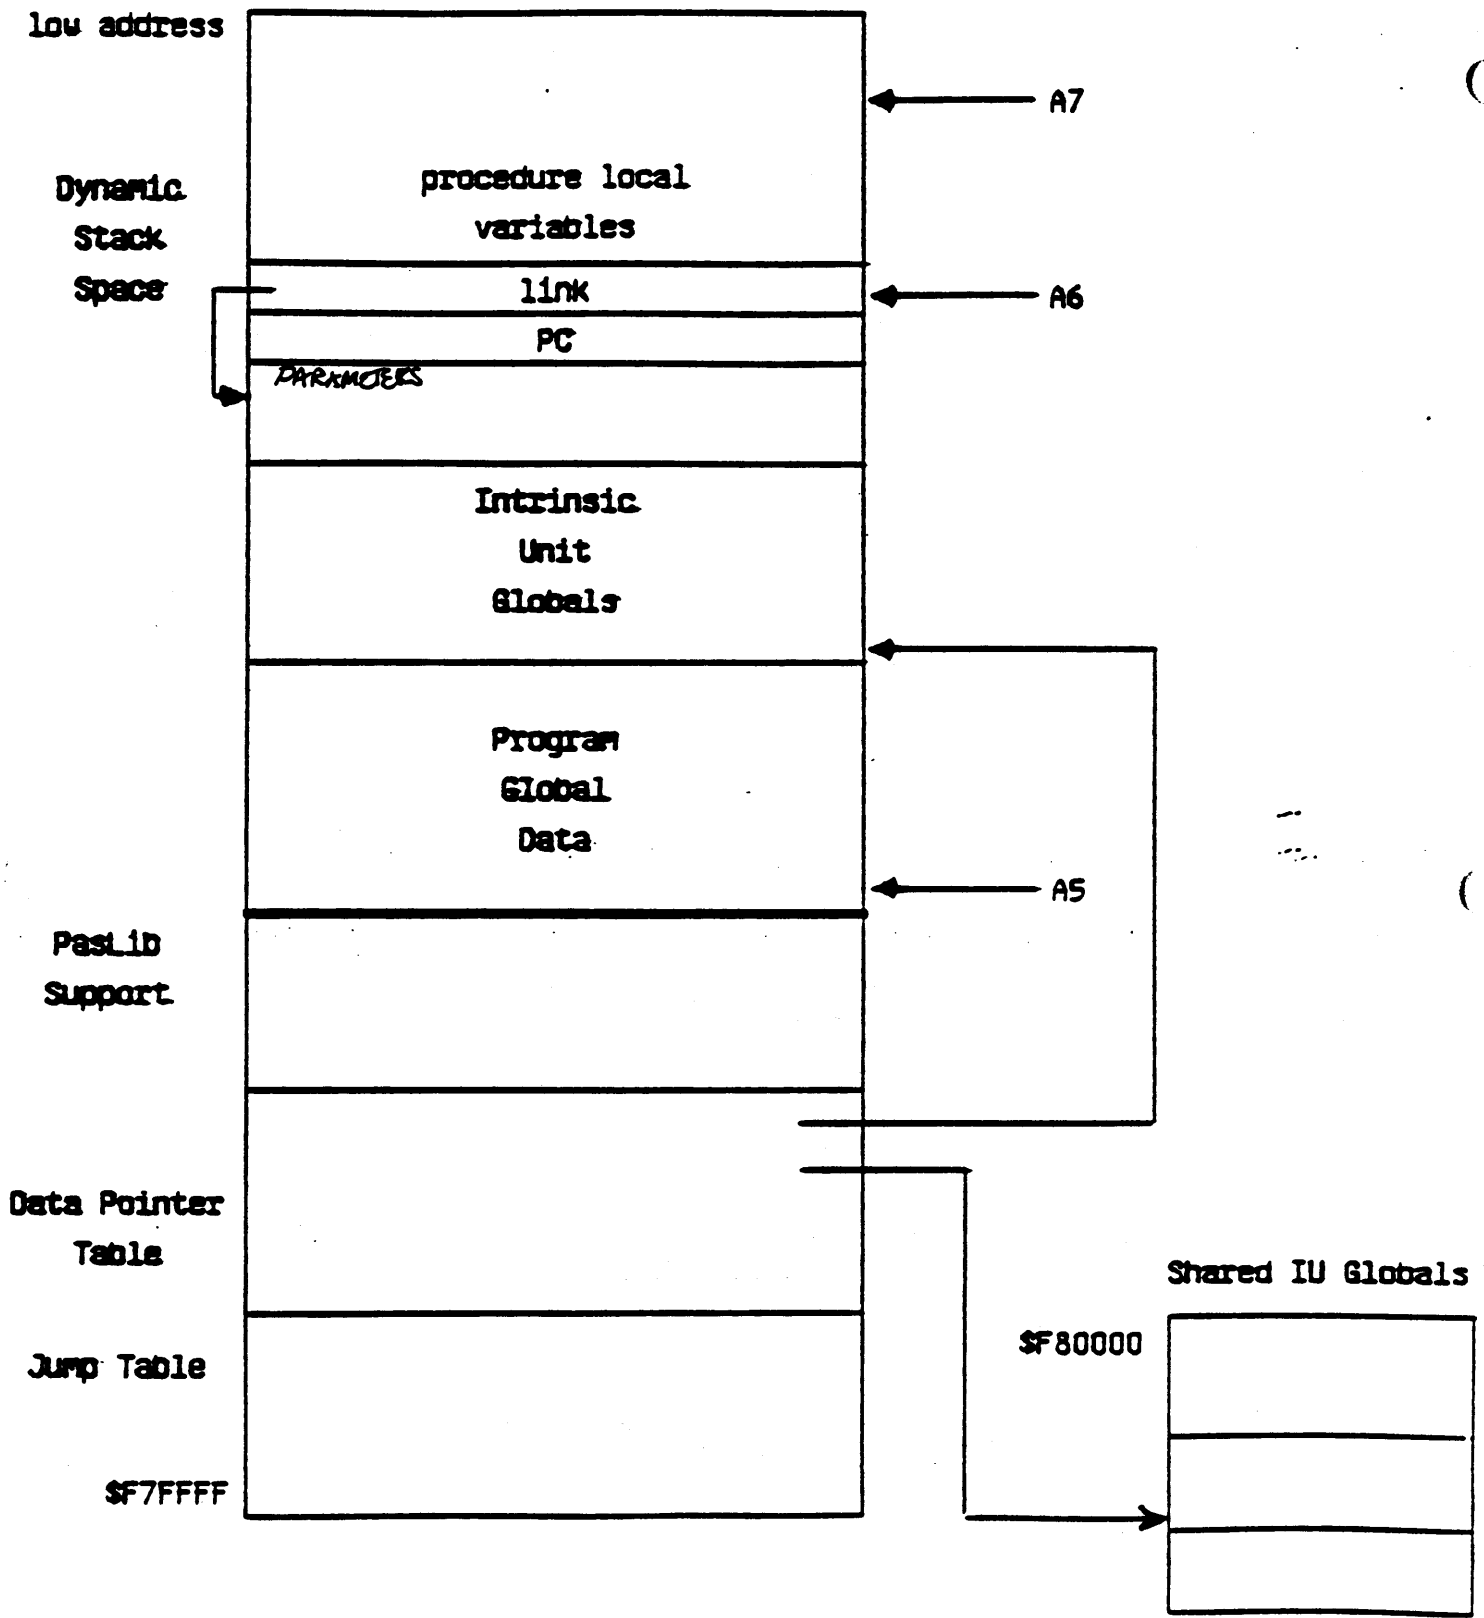 low address
A7
procedure local
variables
Dynamic
Stack
Space
link
A6
PC
PARAMETERS
Intrinsic
Unit
Globals
Program
Global
Data
A5
PasLib
Support
Data Pointer
Table
Shared IU Globals
$F80000
Jump Table
$F7FFFF